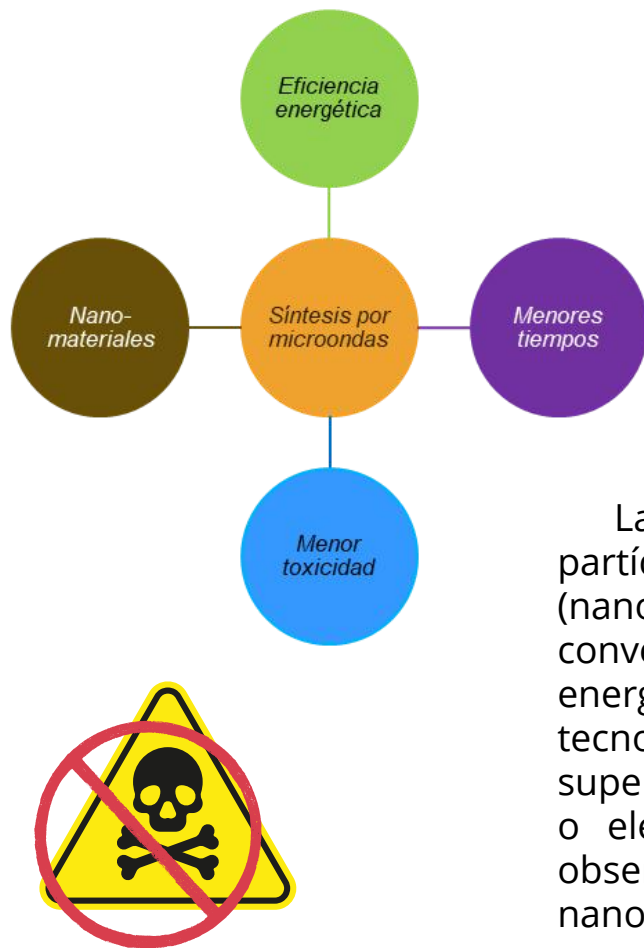 Eficiencia
energética
Nano-
materiales
Síntesis por
microondas
Menores
tiempos
Menor
toxicidad
La
partíc
(nano
conve
energ
tecno
supe
o ele
obse
nano